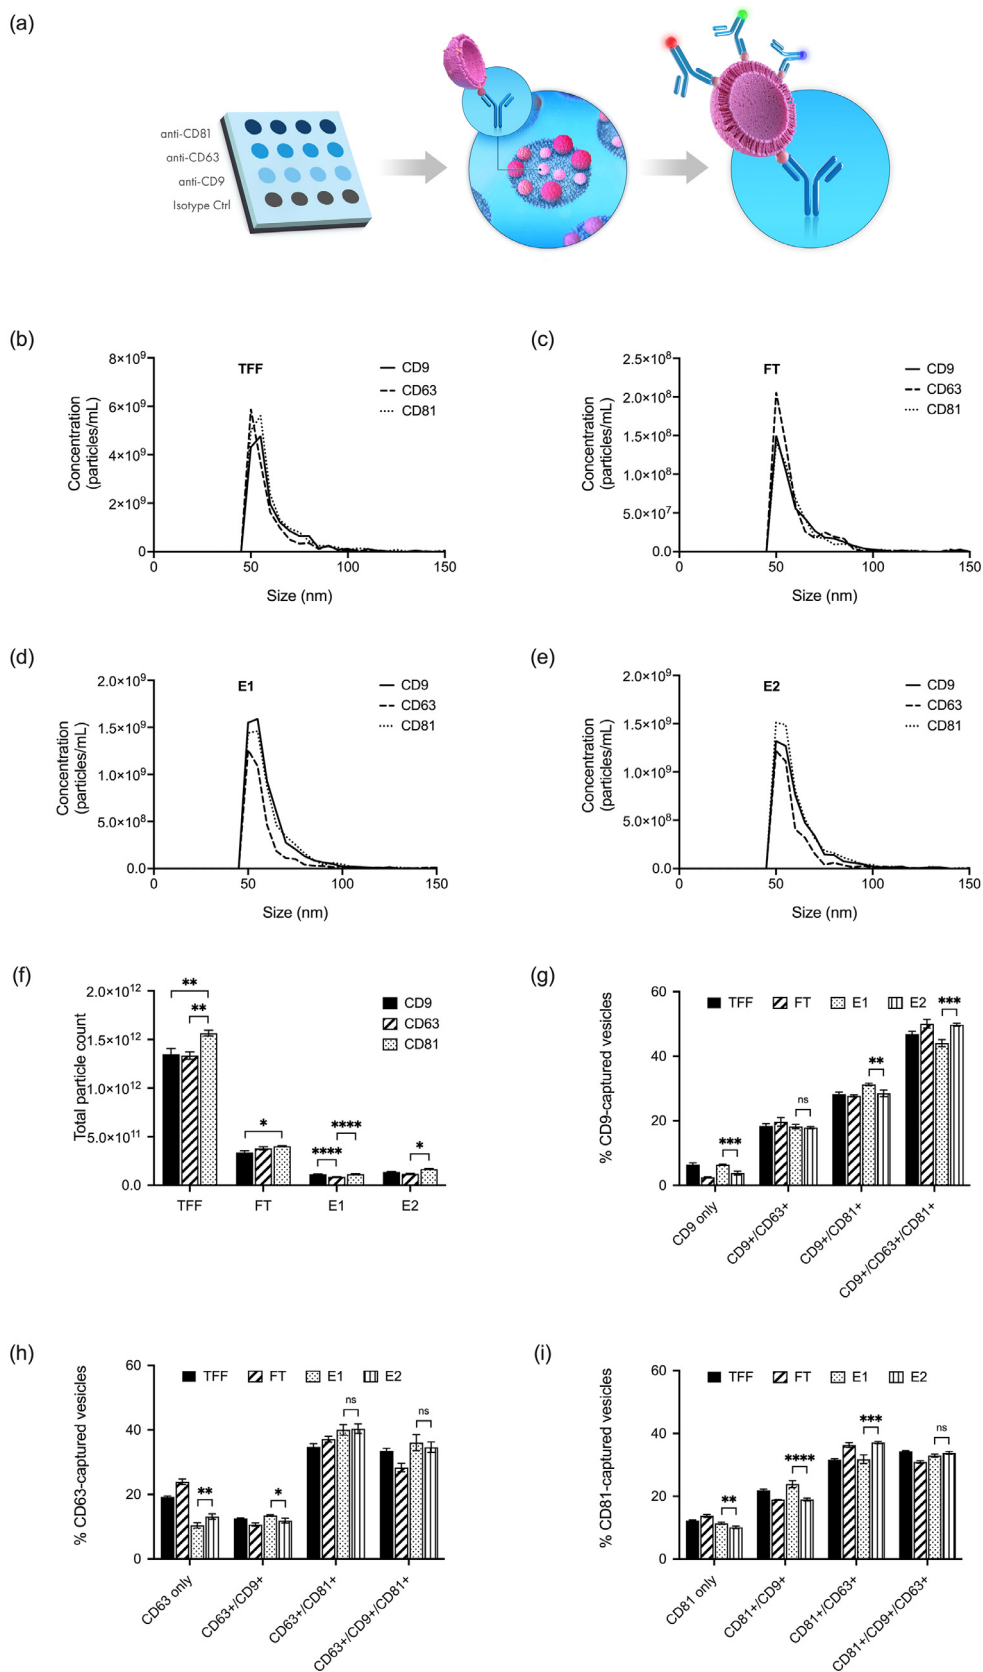 (a)
anti-CD81
anti-CD63
anti-CD9
Isotype Ctrl
(b)
TFF
CD9
CD63
CD81
8×10⁹
6×10⁹
4×10⁹
2×10⁹
0
0
50
100
150
Concentration
(particles/mL)
Size (nm)
(c)
FT
CD9
CD63
CD81
2.5×10⁸
2.0×10⁸
1.5×10⁸
1.0×10⁸
5.0×10⁷
0.0
0
50
100
150
Concentration
(particles/mL)
Size (nm)
(d)
E1
CD9
CD63
CD81
2.0×10⁹
1.5×10⁹
1.0×10⁹
5.0×10⁸
0.0
0
50
100
150
Concentration
(particles/mL)
Size (nm)
(e)
E2
CD9
CD63
CD81
2.0×10⁹
1.5×10⁹
1.0×10⁹
5.0×10⁸
0.0
0
50
100
150
Concentration
(particles/mL)
Size (nm)
(f)
CD9
CD63
CD81
2.0×10¹²
1.5×10¹²
1.0×10¹²
5.0×10¹¹
0.0
Total particle count
**
**
*
****
****
*
TFF
FT
E1
E2
(g)
TFF
FT
E1
E2
60
40
20
0
% CD9-captured vesicles
***
ns
**
***
CD9 only
CD9+/CD63+
CD9+/CD81+
CD9+/CD63+/CD81+
(h)
TFF
FT
E1
E2
60
40
20
0
% CD63-captured vesicles
**
*
ns
ns
CD63 only
CD63+/CD9+
CD63+/CD81+
CD63+/CD9+/CD81+
(i)
TFF
FT
E1
E2
60
40
20
0
% CD81-captured vesicles
**
****
***
ns
CD81 only
CD81+/CD9+
CD81+/CD63+
CD81+/CD9+/CD63+